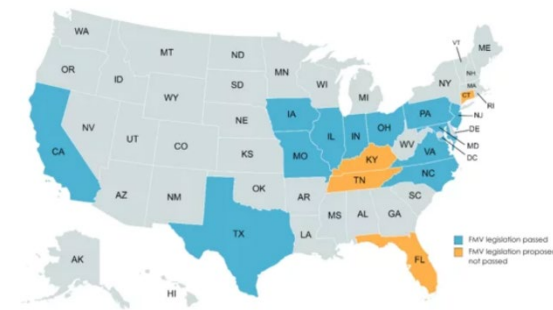 WA
MT
ND
MN
VT
ME
OR
ID
SD
WI
NY
NH
MA
CT
RI
WY
MI
NE
IA
PA
NJ
NV
UT
CO
IL
IN
OH
DE
MD
DC
CA
KS
MO
WV
VA
KY
NC
AZ
NM
OK
AR
TN
SC
TX
LA
MS
AL
GA
AK
HI
FL
FMV legislation passed
FMV legislation propose
not passed